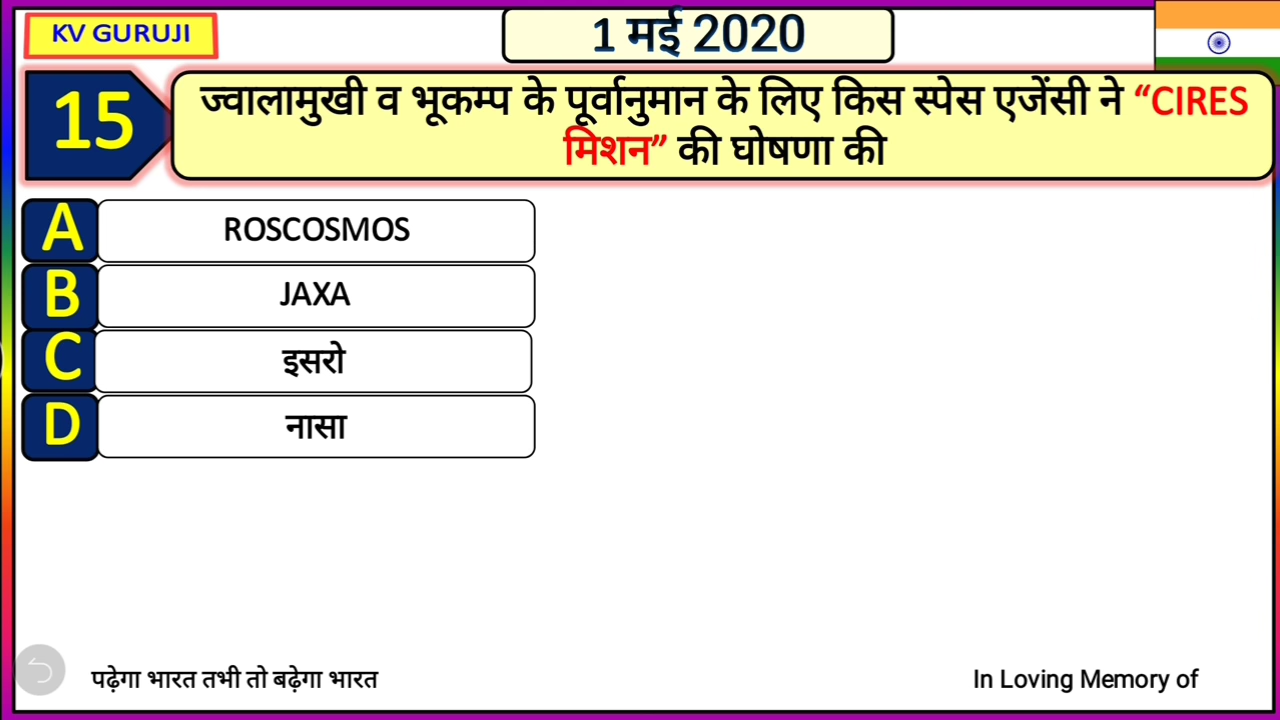 KV GURUJI
1 मई 2020
15
ज्वालामुखी व भूकम्प के पूर्वानुमान के लिए किस स्पेस एजेंसी ने “CIRES
मिशन” की घोषणा की
A
ROSCOSMOS
B
JAXA
C
इसरो
D
नासा
पढ़ेगा भारत तभी तो बढ़ेगा भारत
In Loving Memory of